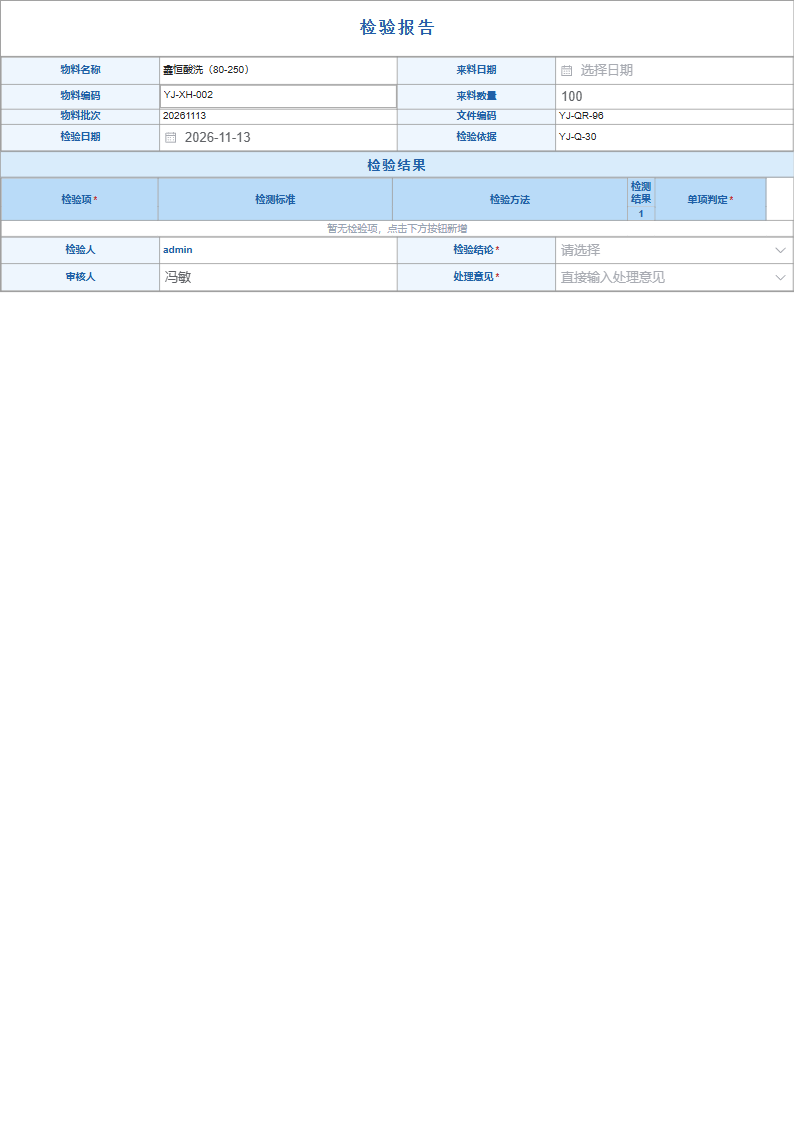 检验报告
物料名称 鑫恒酸洗（80-250） 来料日期 选择日期
物料编码 YJ-XH-002 来料数量 100
物料批次 20261113 文件编码 YJ-QR-96
检验日期 2026-11-13 检验依据 YJ-Q-30
检验结果
检验项* 检测标准 检验方法 检测结果 1 单项判定*
暂无检验项，点击下方按钮新增
检验人 admin 检验结论* 请选择
审核人 冯敏 处理意见* 直接输入处理意见